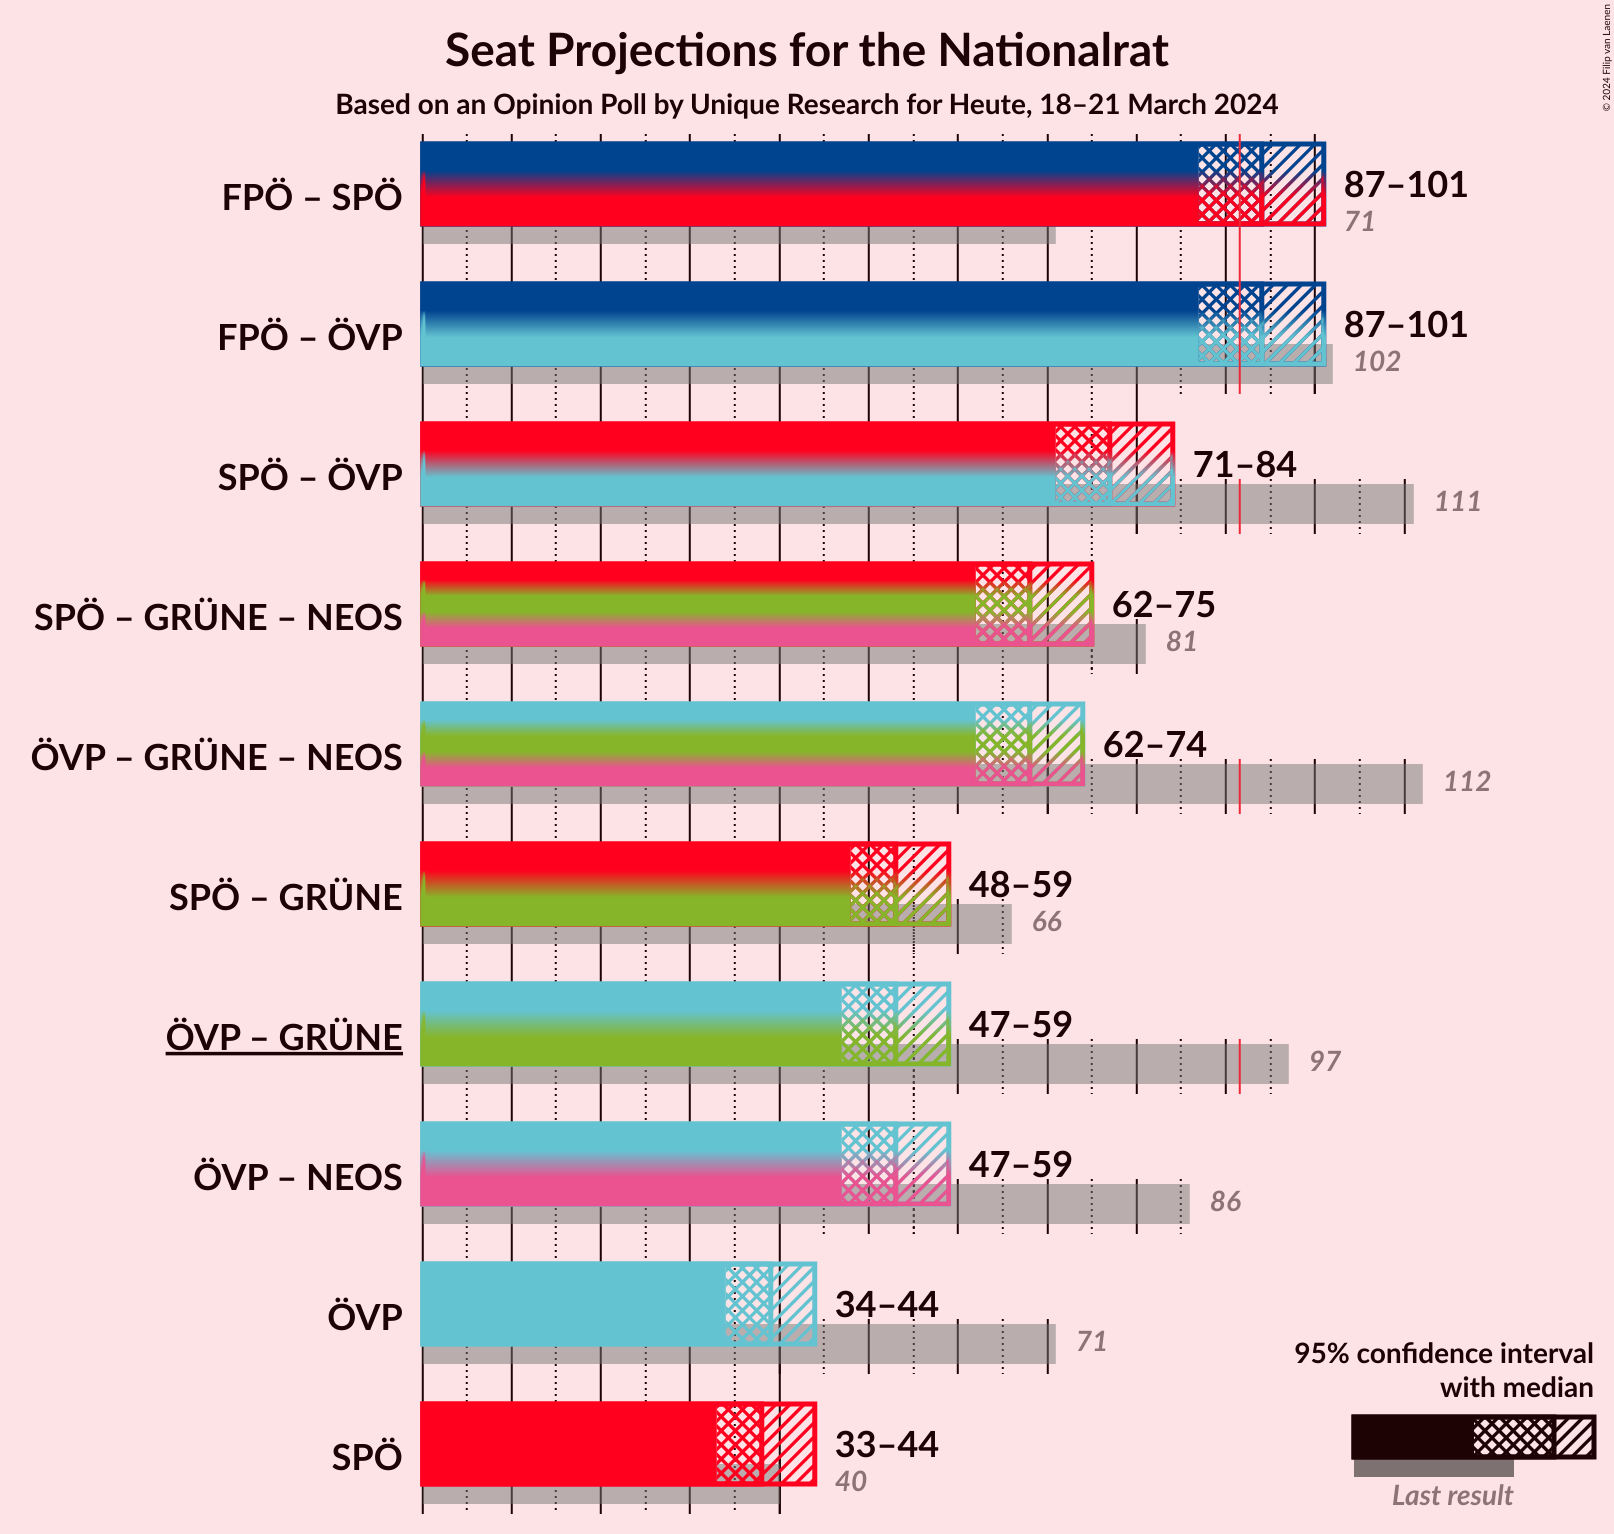 Seat Projections for the Nationalrat
Based on an Opinion Poll by Unique Research for Heute, 18–21 March 2024
© 2024 Filip van Laenen
FPÖ – SPÖ
87–101
71
FPÖ – ÖVP
87–101
102
SPÖ – ÖVP
71–84
111
SPÖ – GRÜNE – NEOS
62–75
81
ÖVP – GRÜNE – NEOS
62–74
112
SPÖ – GRÜNE
48–59
66
ÖVP – GRÜNE
47–59
97
ÖVP – NEOS
47–59
86
ÖVP
34–44
71
SPÖ
33–44
40
95% confidence interval
with median
Last result